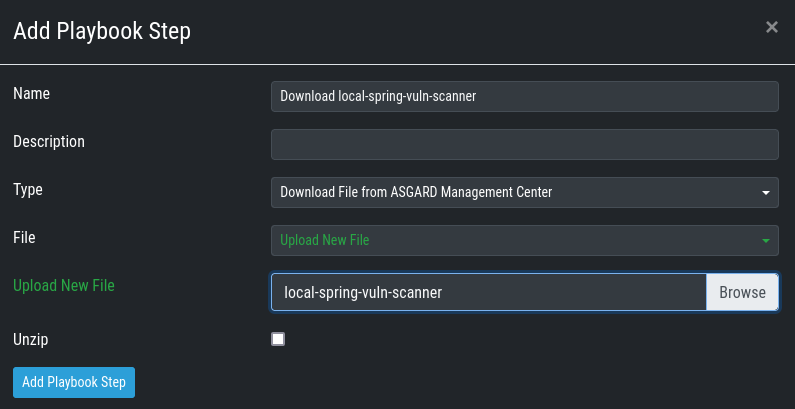 Add Playbook Step
×
Name
Download local-spring-vuln-scanner
Description
Type
Download File from ASGARD Management Center
File
Upload New File
Upload New File
local-spring-vuln-scanner
Browse
Unzip
Add Playbook Step